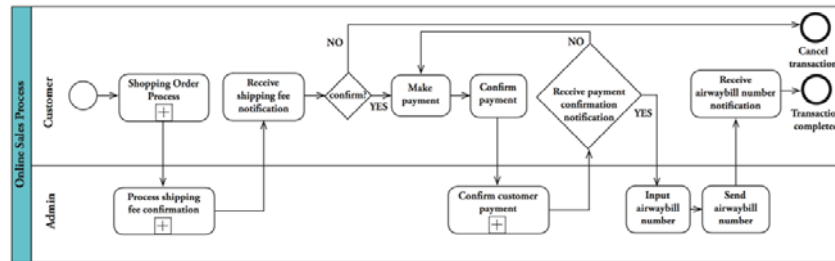 Online Sales Process
Customer
Shopping Order
Process
Receive
shipping fee
notification
confirm?
NO
YES
Make
payment
Confirm
payment
NO
Receive payment
confirmation
notification
YES
Receive
airwaybill number
notification
Cancel
transaction
Transaction
completed
Admin
Process shipping
fee confirmation
Confirm customer
payment
Input
airwaybill
number
Send
airwaybill
number